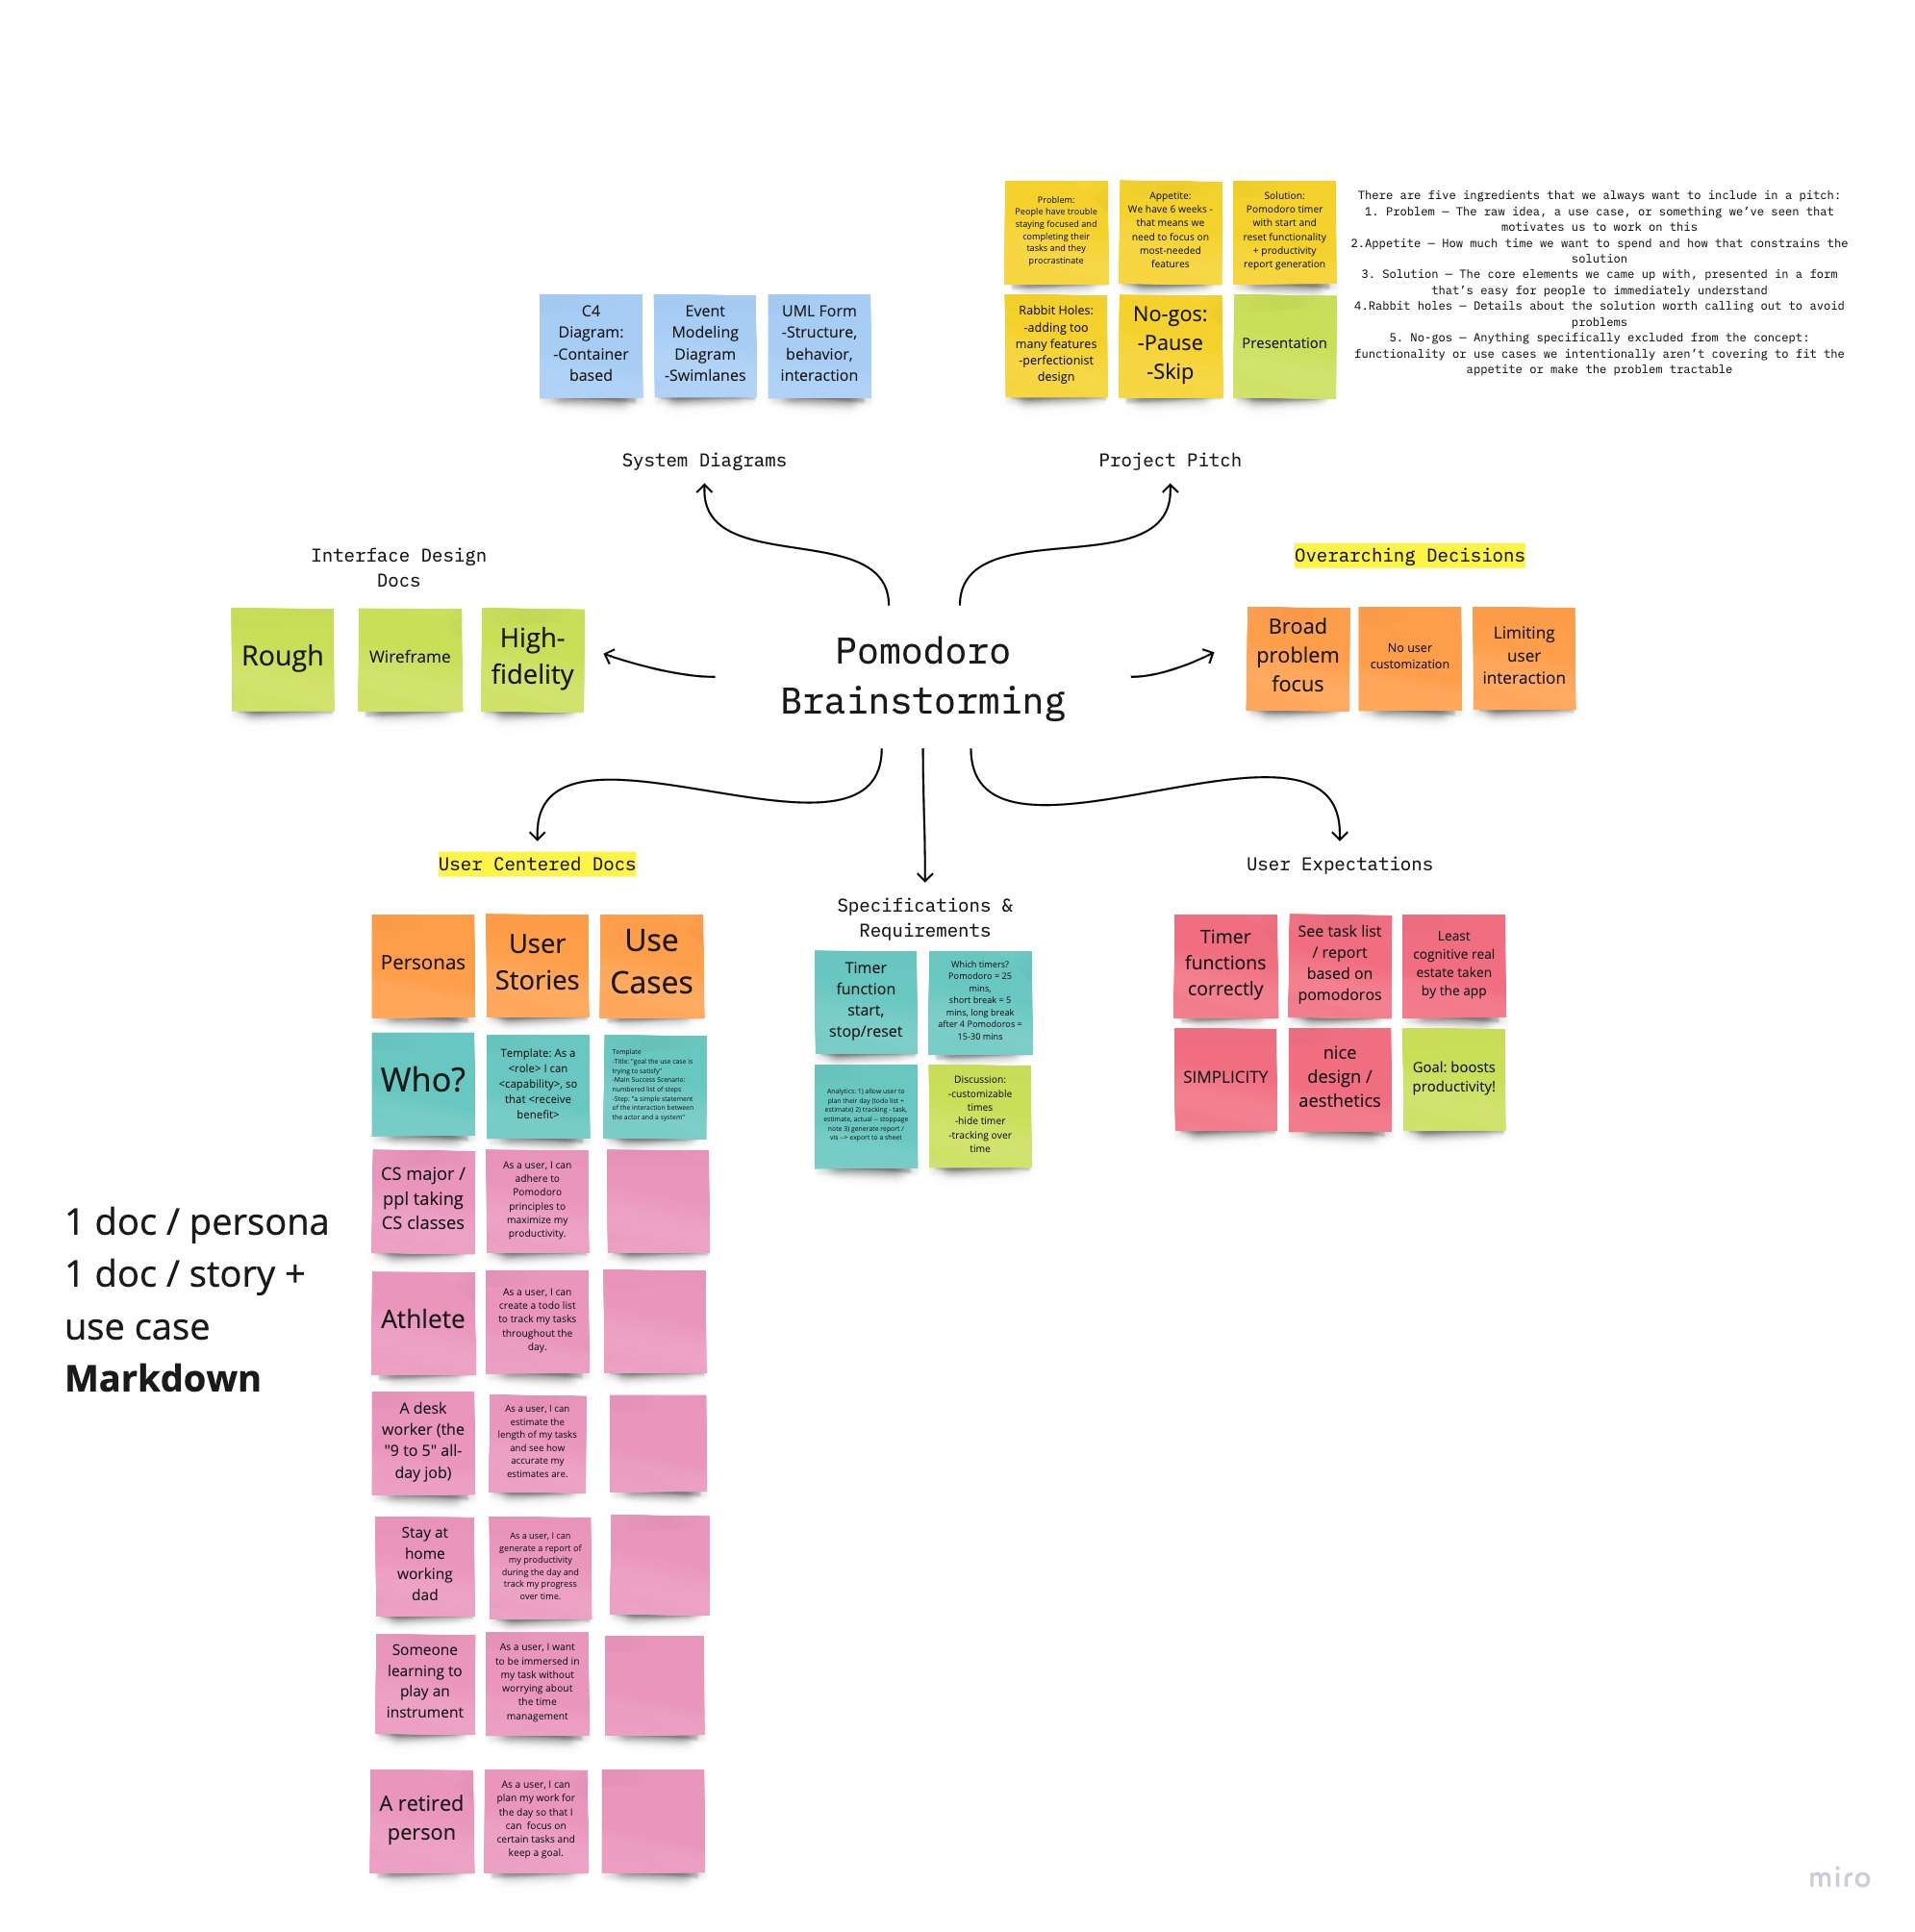 Problem:
People have trouble
staying focused and
completing their
tasks and they
procrastinate
Appetite:
We have 6 weeks -
that means we
need to focus on
most-needed
features
Solution:
Pomodoro timer
with start and
reset functionality
+ productivity
report generation
Rabbit Holes:
-adding too
many features
-perfectionist
design
No-gos:
-Pause
-Skip
Presentation
There are five ingredients that we always want to include in a pitch:
1. Problem — The raw idea, a use case, or something we’ve seen that
motivates us to work on this
2.Appetite — How much time we want to spend and how that constrains the
solution
3. Solution — The core elements we came up with, presented in a form
that’s easy for people to immediately understand
4.Rabbit holes — Details about the solution worth calling out to avoid
problems
5. No-gos — Anything specifically excluded from the concept:
functionality or use cases we intentionally aren’t covering to fit the
appetite or make the problem tractable
C4
Diagram:
-Container
based
Event
Modeling
Diagram
-Swimlanes
UML Form
-Structure,
behavior,
interaction
System Diagrams
Project Pitch
Interface Design
Docs
Rough
Wireframe
High-
fidelity
Pomodoro
Brainstorming
Overarching Decisions
Broad
problem
focus
No user
customization
Limiting
user
interaction
User Centered Docs
Personas
User
Stories
Use
Cases
Who?
Template: As a
<role> I can
<capability>, so
that <receive
benefit>
Template
-Title: "goal the use case is
trying to satisfy"
-Main Success Scenario:
numbered list of steps
-Step: "a simple statement
of the interaction between
the actor and a system"
CS major /
ppl taking
CS classes
As a user, I can
adhere to
Pomodoro
principles to
maximize my
productivity.
Athlete
As a user, I can
create a todo list
to track my tasks
throughout the
day.
A desk
worker (the
"9 to 5" all-
day job)
As a user, I can
estimate the
length of my tasks
and see how
accurate my
estimates are.
Stay at
home
working
dad
As a user, I can
generate a report of
my productivity
during the day and
track my progress
over time.
Someone
learning to
play an
instrument
As a user, I want
to be immersed in
my task without
worrying about
the time
management
A retired
person
As a user, I can
plan my work for
the day so that I
can focus on
certain tasks and
keep a goal.
1 doc / persona
1 doc / story +
use case
Markdown
Specifications &
Requirements
Timer
function
start,
stop/reset
Which timers?
Pomodoro = 25
mins,
short break = 5
mins, long break
after 4 Pomodoros =
15-30 mins
Analytics: 1) allow user to
plan their day (todo list +
estimate) 2) tracking - task,
estimate, actual -- stoppage
note 3) generate report /
vis --> export to a sheet
Discussion:
-customizable
times
-hide timer
-tracking over
time
User Expectations
Timer
functions
correctly
See task list
/ report
based on
pomodoros
Least
cognitive real
estate taken
by the app
SIMPLICITY
nice
design /
aesthetics
Goal: boosts
productivity!
miro